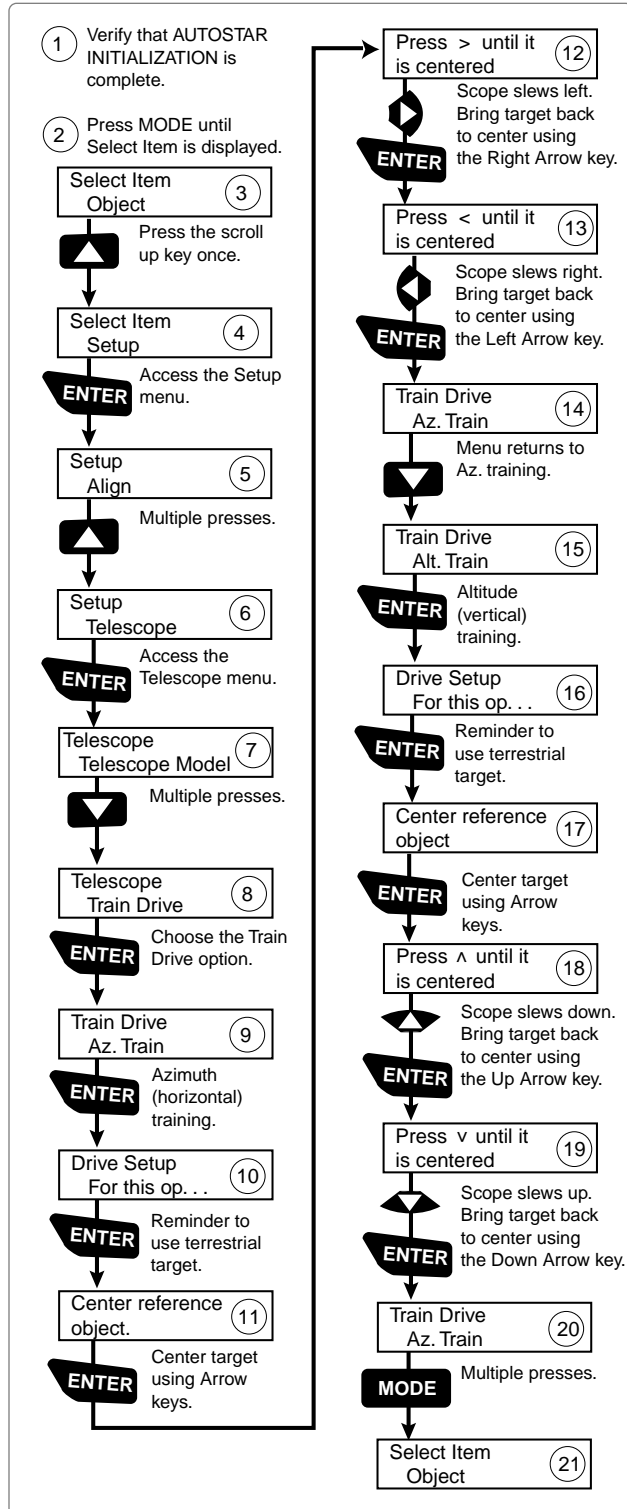 1
Verify that AUTOSTAR
INITIALIZATION is
complete.
2
Press MODE until
Select Item is displayed.
Select Item
Object
3
Press the scroll
up key once.
Select Item
Setup
4
ENTER
Access the Setup
menu.
Setup
Align
5
Multiple presses.
Setup
Telescope
6
ENTER
Access the
Telescope menu.
Telescope
Telescope Model
7
Multiple presses.
Telescope
Train Drive
8
ENTER
Choose the Train
Drive option.
Train Drive
Az. Train
9
ENTER
Azimuth
(horizontal)
training.
Drive Setup
For this op. . .
10
ENTER
Reminder to
use terrestrial
target.
Center reference
object.
11
ENTER
Center target
using Arrow
keys.
Press > until it
is centered
12
Scope slews left.
Bring target back
to center using
the Right Arrow key.
ENTER
Press < until it
is centered
13
Scope slews right.
Bring target back
to center using
the Left Arrow key.
ENTER
Train Drive
Az. Train
14
Menu returns to
Az. training.
Train Drive
Alt. Train
15
ENTER
Altitude
(vertical)
training.
Drive Setup
For this op. . .
16
ENTER
Reminder to
use terrestrial
target.
Center reference
object
17
ENTER
Center target
using Arrow
keys.
Press ʌ until it
is centered
18
Scope slews down.
Bring target back
to center using
the Up Arrow key.
ENTER
Press v until it
is centered
19
Scope slews up.
Bring target back
to center using
the Down Arrow key.
ENTER
Train Drive
Az. Train
20
MODE
Multiple presses.
Select Item
Object
21